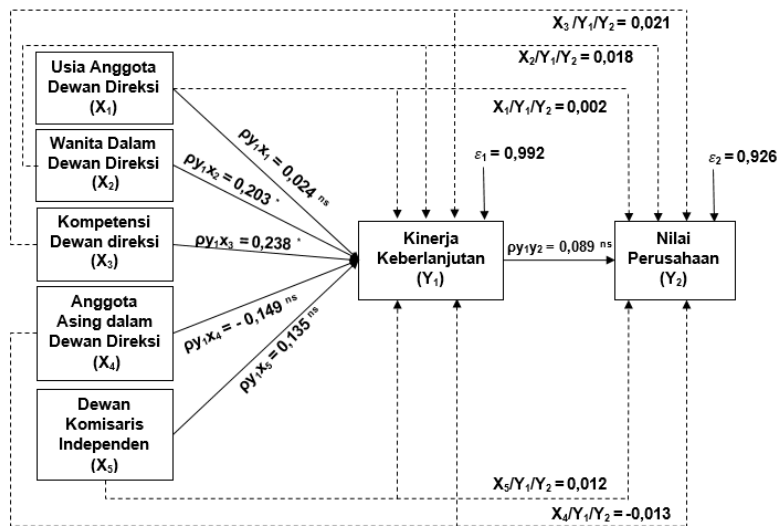 X₃/Y₁/Y₂ = 0,021
X₂/Y₁/Y₂ = 0,018
X₁/Y₁/Y₂ = 0,002
Usia Anggota
Dewan Direksi
(X₁)
Wanita Dalam
Dewan Direksi
(X₂)
Kompetensi
Dewan direksi
(X₃)
Anggota
Asing dalam
Dewan Direksi
(X₄)
Dewan
Komisaris
Independen
(X₅)
ρy₁x₁ = 0,024 ns
ρy₁x₂ = 0,203 *
ρy₁x₃ = 0,238 *
ρy₁x₄ = - 0,149 ns
ρy₁x₅ = 0,135 ns
ε₁ = 0,992
ε₂ = 0,926
Kinerja
Keberlanjutan
(Y₁)
ρy₁y₂ = 0,089 ns
Nilai
Perusahaan
(Y₂)
X₅/Y₁/Y₂ = 0,012
X₄/Y₁/Y₂ = -0,013